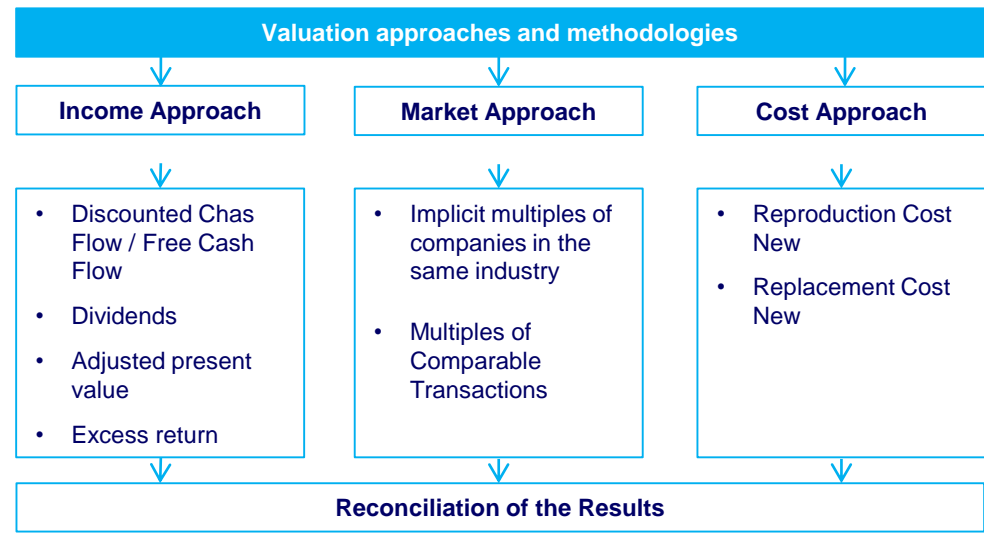 Valuation approaches and methodologies
Income Approach
Market Approach
Cost Approach
• Discounted Chas
Flow / Free Cash
Flow
• Dividends
• Adjusted present
value
• Excess return
• Implicit multiples of
companies in the
same industry
• Multiples of
Comparable
Transactions
• Reproduction Cost
New
• Replacement Cost
New
Reconciliation of the Results